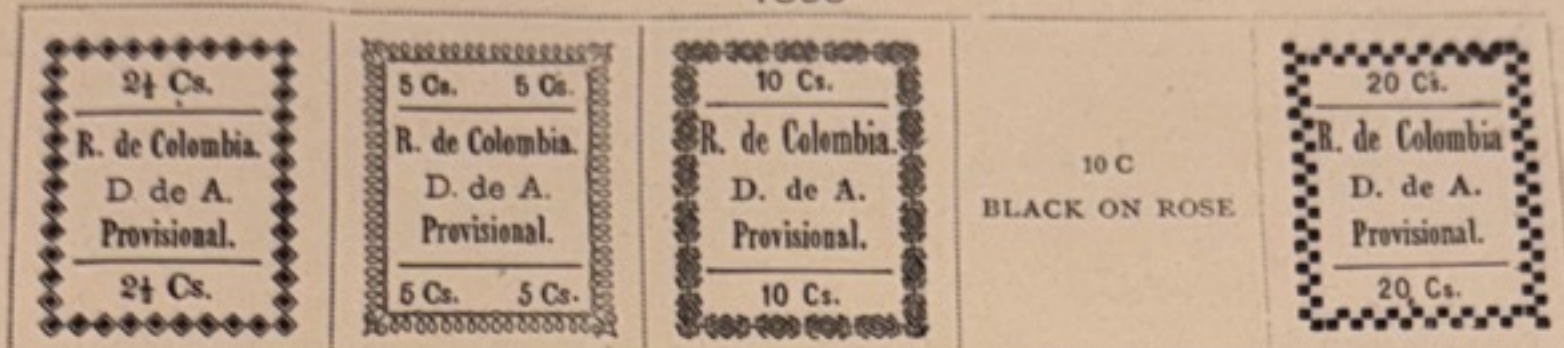 2½ Cs.
R. de Colombia.
D. de A.
Provisional.
2½ Cs.
5 Cs. 5 Cs.
R. de Colombia.
D. de A.
Provisional.
5 Cs. 5 Cs.
10 Cs.
R. de Colombia.
D. de A.
Provisional.
10 Cs.
10 C
BLACK ON ROSE
20 Cs.
R. de Colombia
D. de A.
Provisional.
20 Cs.